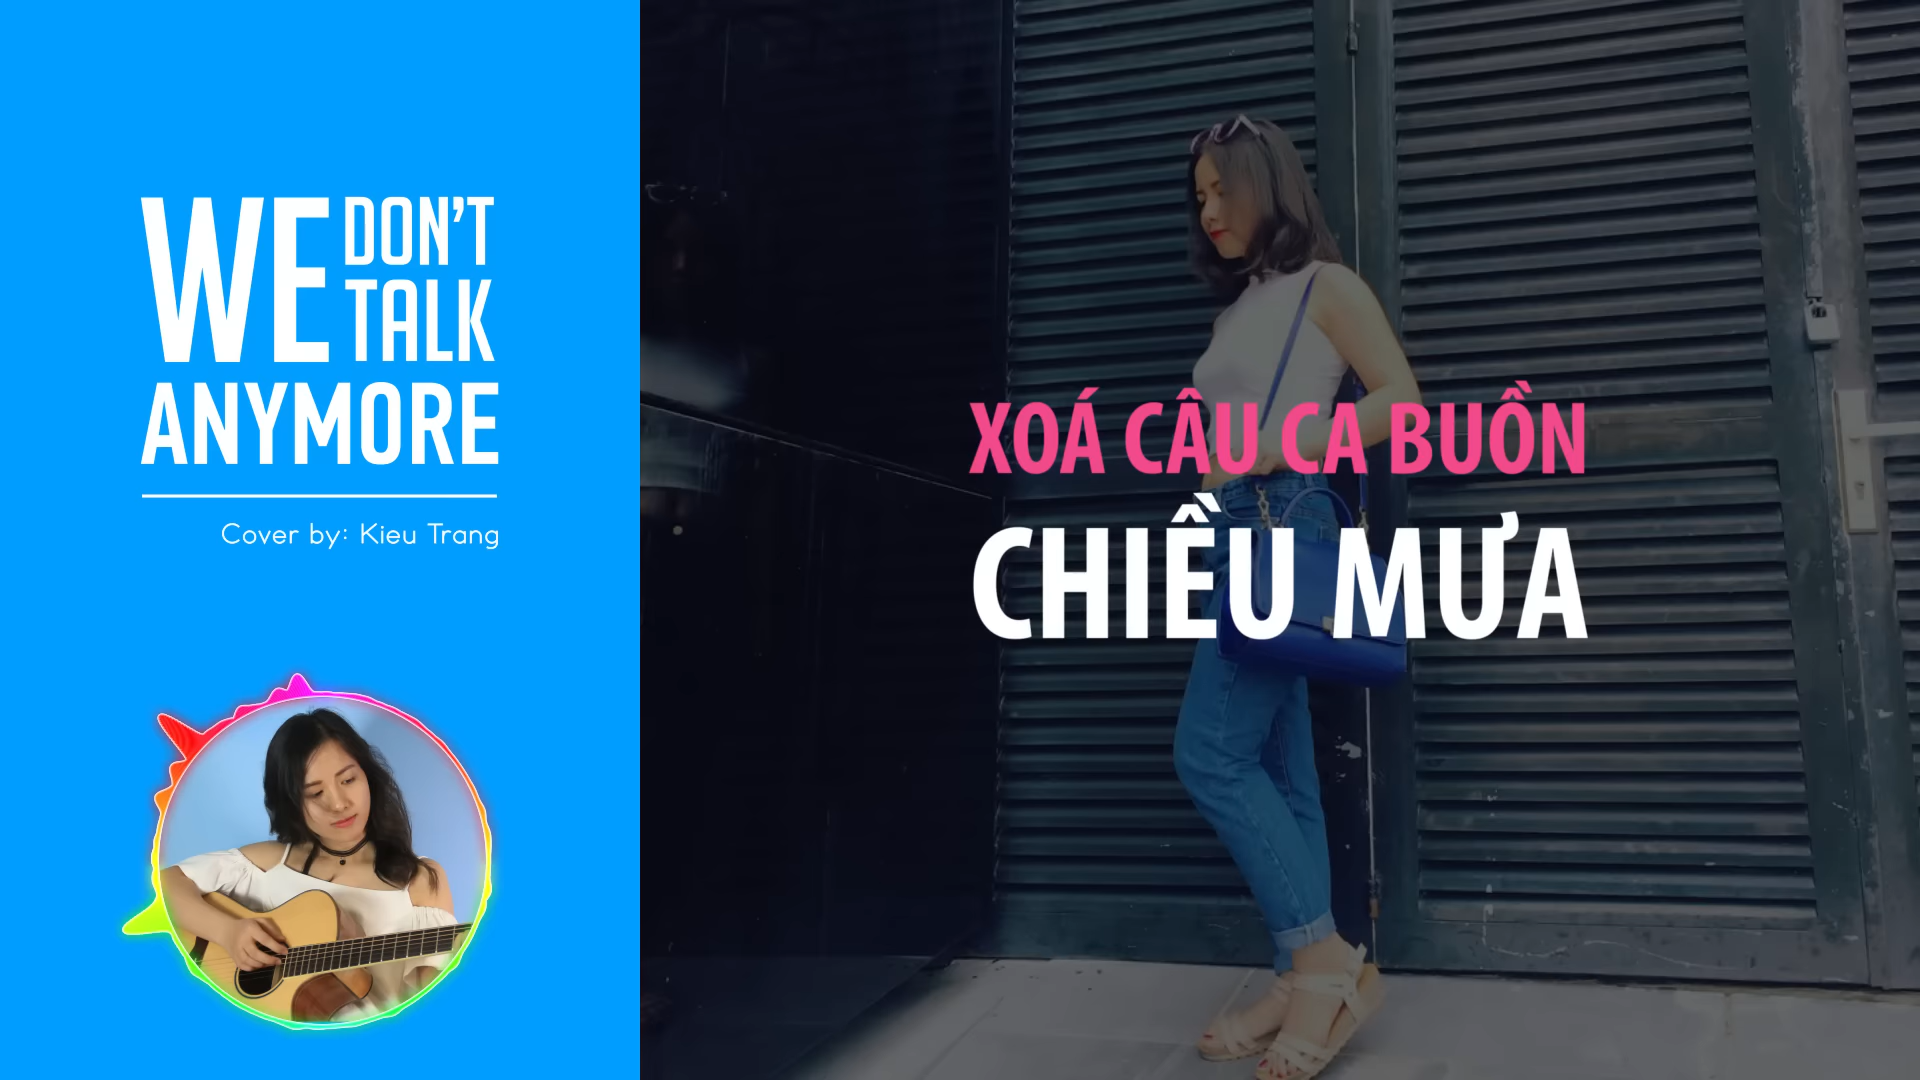 WE DON'T
TALK
ANYMORE
Cover by: Kieu Trang
XOÁ CÂU CA BUỒN
CHIỀU MƯA